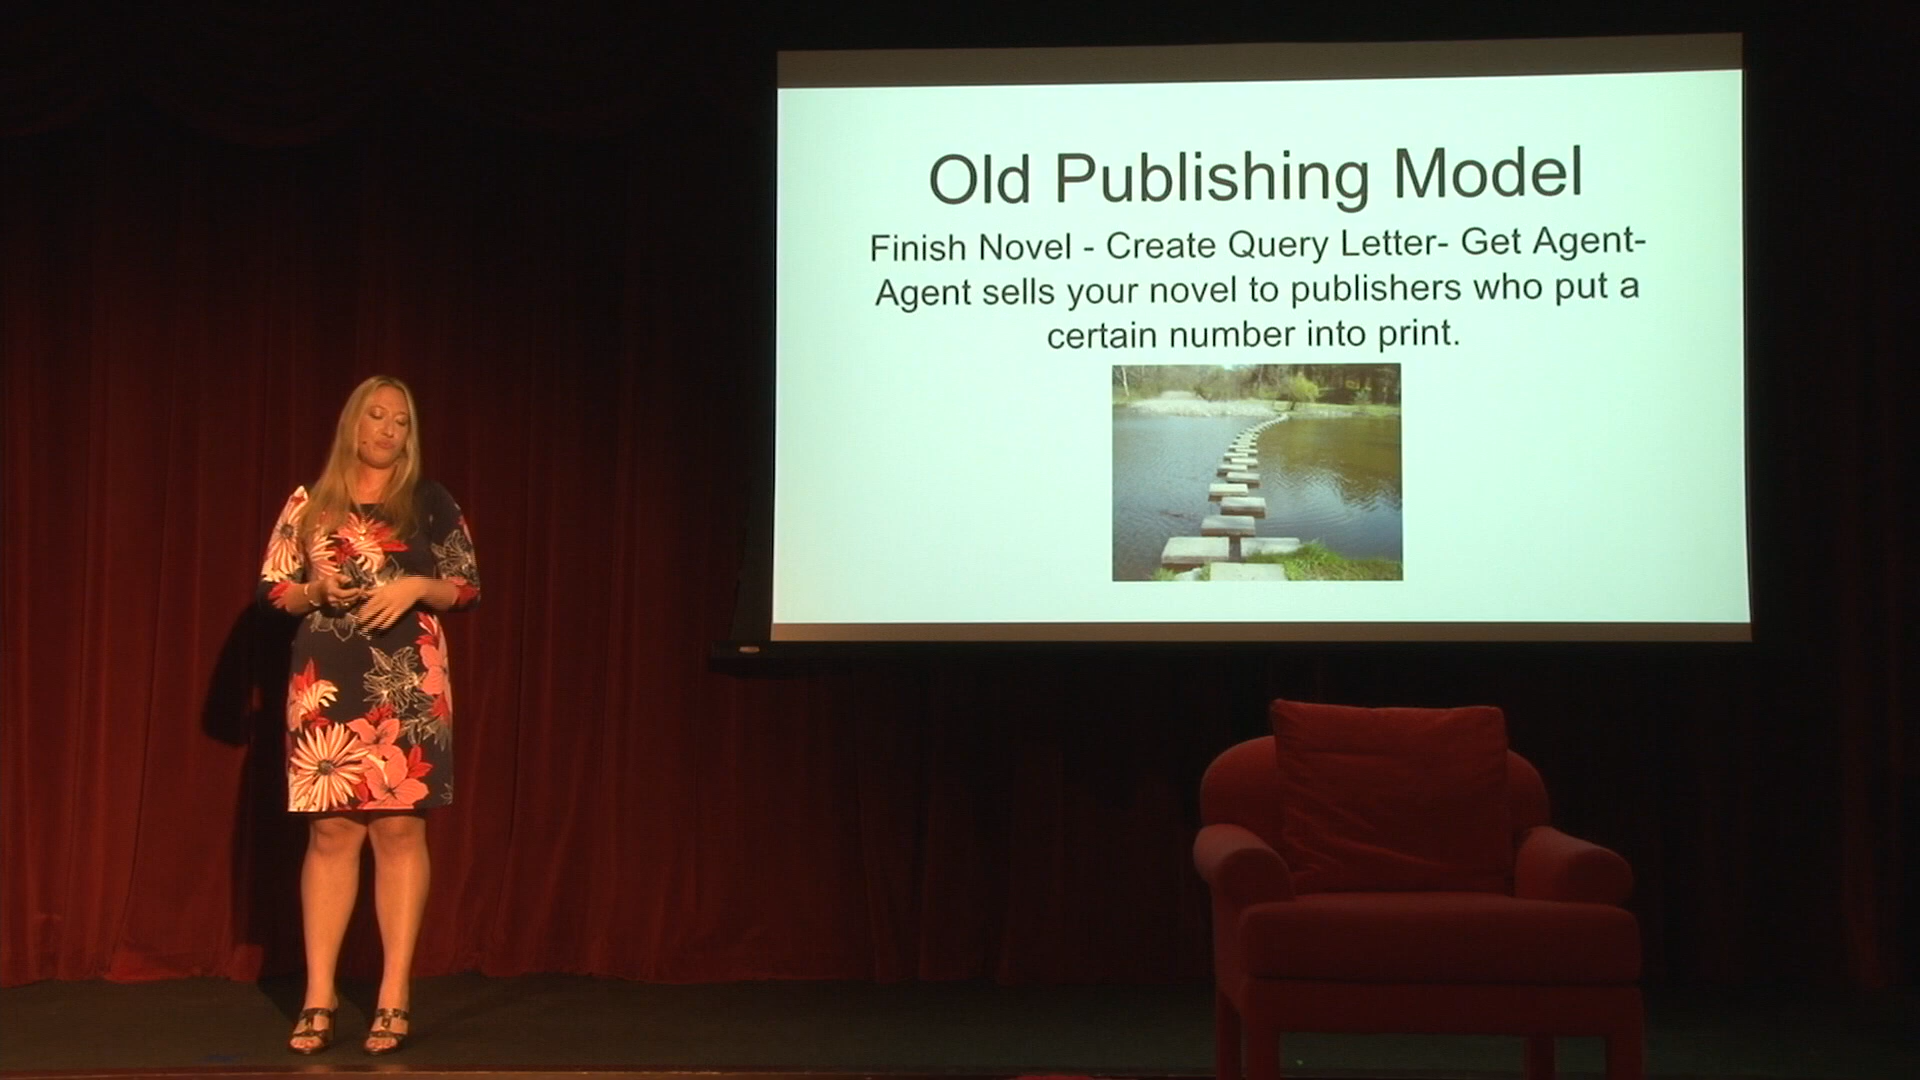 Old Publishing Model
Finish Novel - Create Query Letter- Get Agent-
Agent sells your novel to publishers who put a
certain number into print.